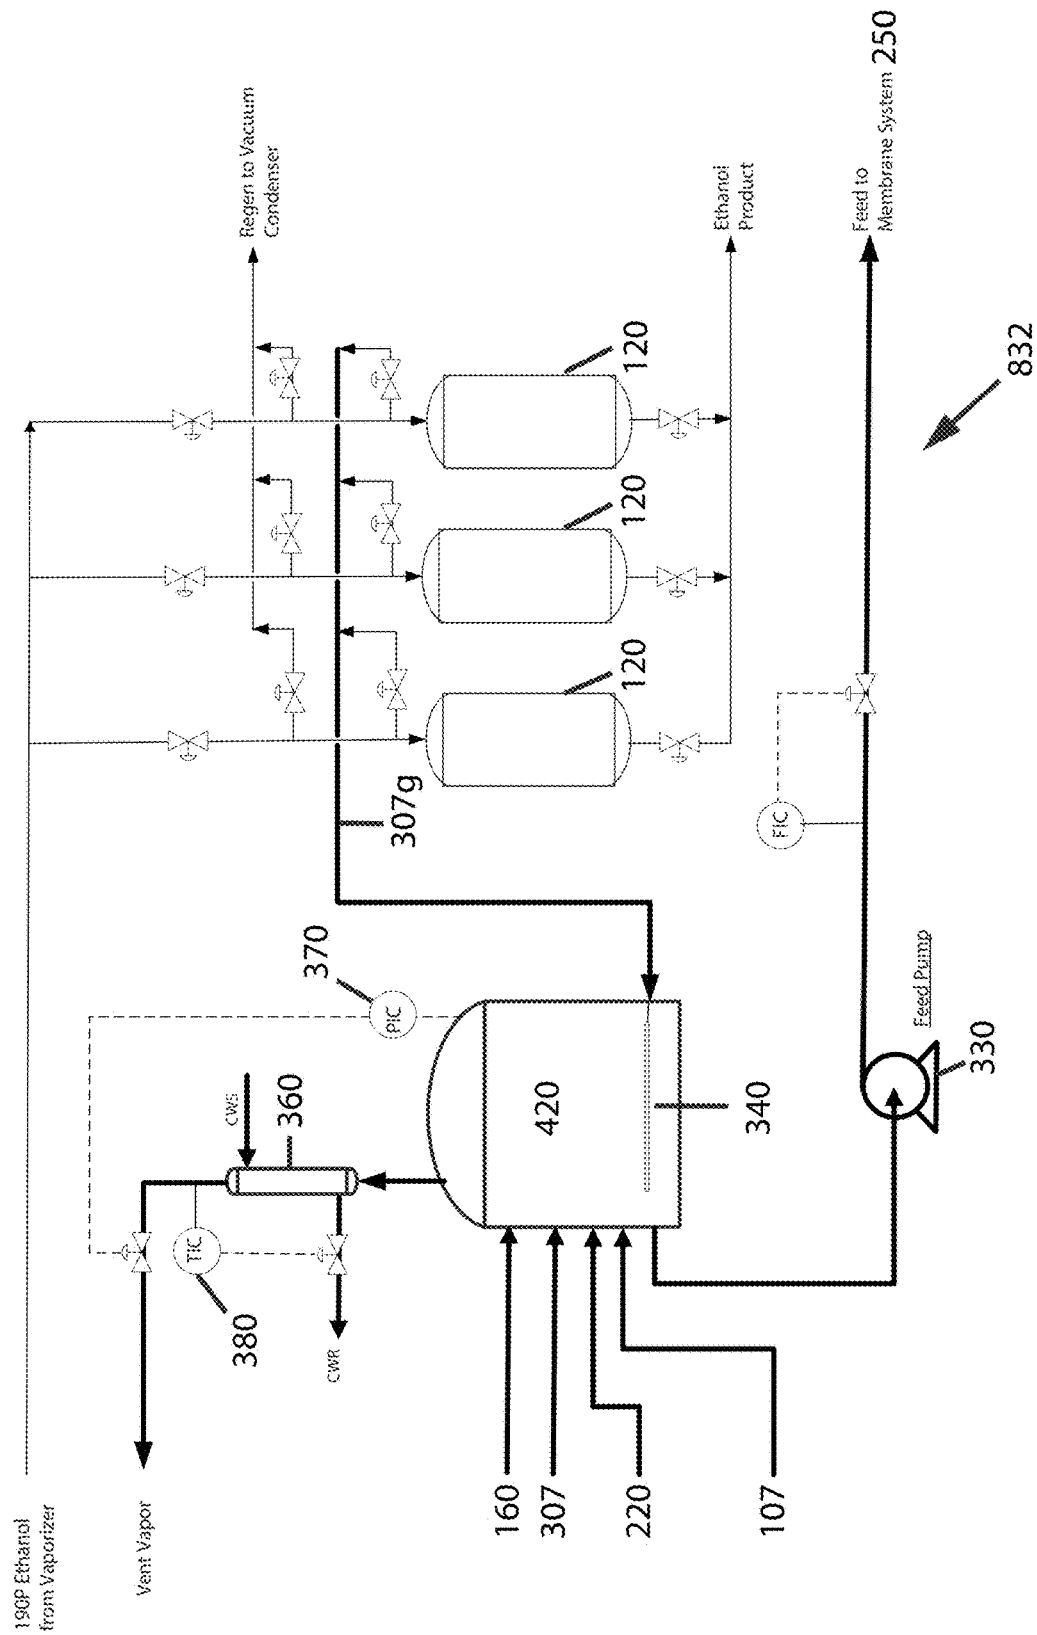 190P Ethanol
from Vaporizer
Vent Vapor
380
TIC
CWR
CWS
360
370
PIC
420
340
160
307
220
107
307g
Regen to Vacuum
Condenser
120
120
120
Ethanol
Product
FIC
Feed Pump
330
Feed to
Membrane System 250
832